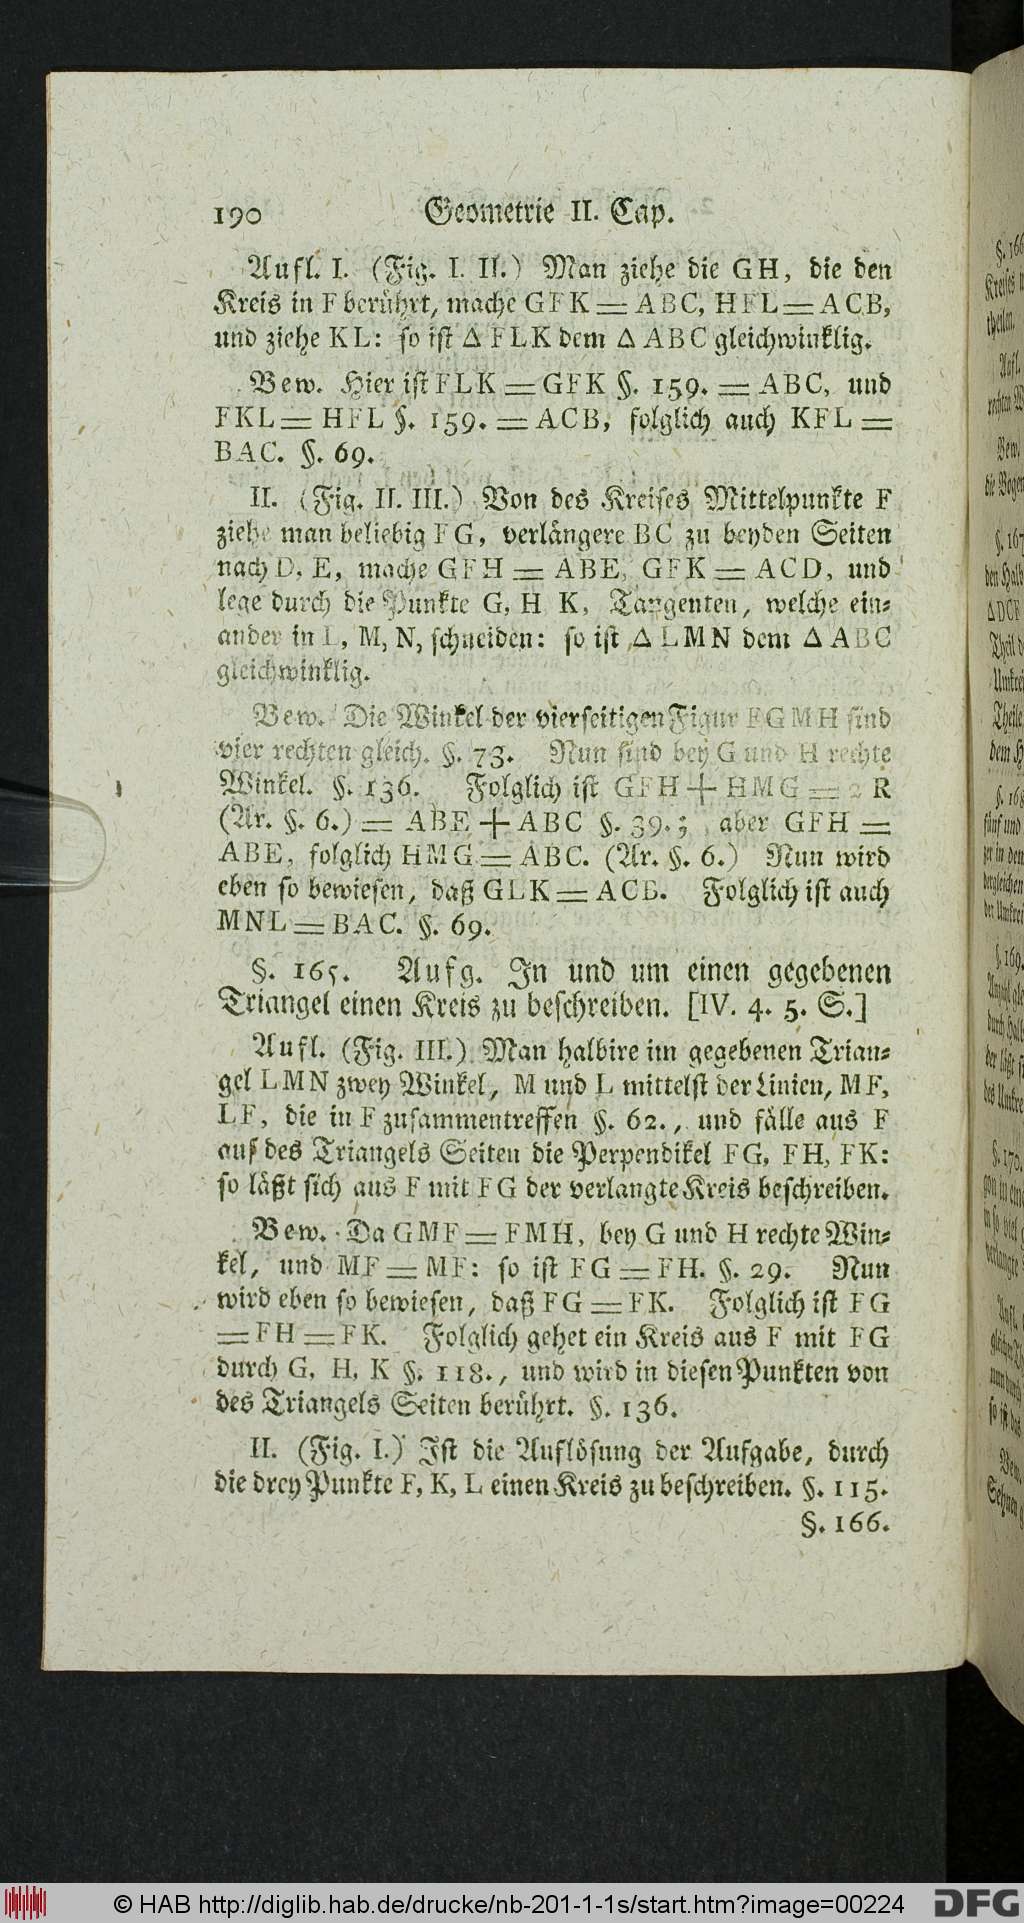 190 Geometrie II. Cap.
Aufl. I. (Fig. I. II.) Man ziehe die GH, die den
Kreis in F berührt, mache GFK = ABC, HFL = ACB,
und ziehe KL: so ist Δ FLK dem Δ ABC gleichwinklig.
Bew. Hier ist FLK = GFK §. 159. = ABC, und
FKL = HFL §. 159. = ACB, folglich auch KFL =
BAC. §. 69.
II. (Fig. II. III.) Von des Kreises Mittelpunkte F
ziehe man beliebig FG, verlängere BC zu beyden Seiten
nach D, E, mache GFH = ABE, GFK = ACD, und
lege durch die Punkte G, H, K, Tangenten, welche ein⸗
ander in L, M, N, schneiden: so ist Δ LMN dem Δ ABC
gleichwinklig.
Bew. Die Winkel der vierseitigen Figur FGMH sind
vier rechten gleich. §. 73. Nun sind bey G und H rechte
Winkel. §. 136. Folglich ist GFH + HMG = 2 R
(Ar. §. 6.) = ABE + ABC §. 39.; aber GFH =
ABE, folglich HMG = ABC. (Ar. §. 6.) Nun wird
eben so bewiesen, daß GLK = ACB. Folglich ist auch
MNL = BAC. §. 69.
§. 165. Aufg. In und um einen gegebenen
Triangel einen Kreis zu beschreiben. [IV. 4. 5. S.]
Aufl. (Fig. III.) Man halbire im gegebenen Trian⸗
gel LMN zwey Winkel, M und L mittelst der Linien, MF,
LF, die in F zusammentreffen §. 62., und fälle aus F
auf des Triangels Seiten die Perpendikel FG, FH, FK:
so läßt sich aus F mit FG der verlangte Kreis beschreiben.
Bew. Da GMF = FMH, bey G und H rechte Win⸗
kel, und MF = MF: so ist FG = FH. §. 29. Nun
wird eben so bewiesen, daß FG = FK. Folglich ist FG
= FH = FK. Folglich gehet ein Kreis aus F mit FG
durch G, H, K §. 118., und wird in diesen Punkten von
des Triangels Seiten berührt. §. 136.
II. (Fig. I.) Ist die Auflösung der Aufgabe, durch
die drey Punkte F, K, L einen Kreis zu beschreiben. §. 115.
§. 166.
© HAB http://diglib.hab.de/drucke/nb-201-1-1s/start.htm?image=00224
DFG